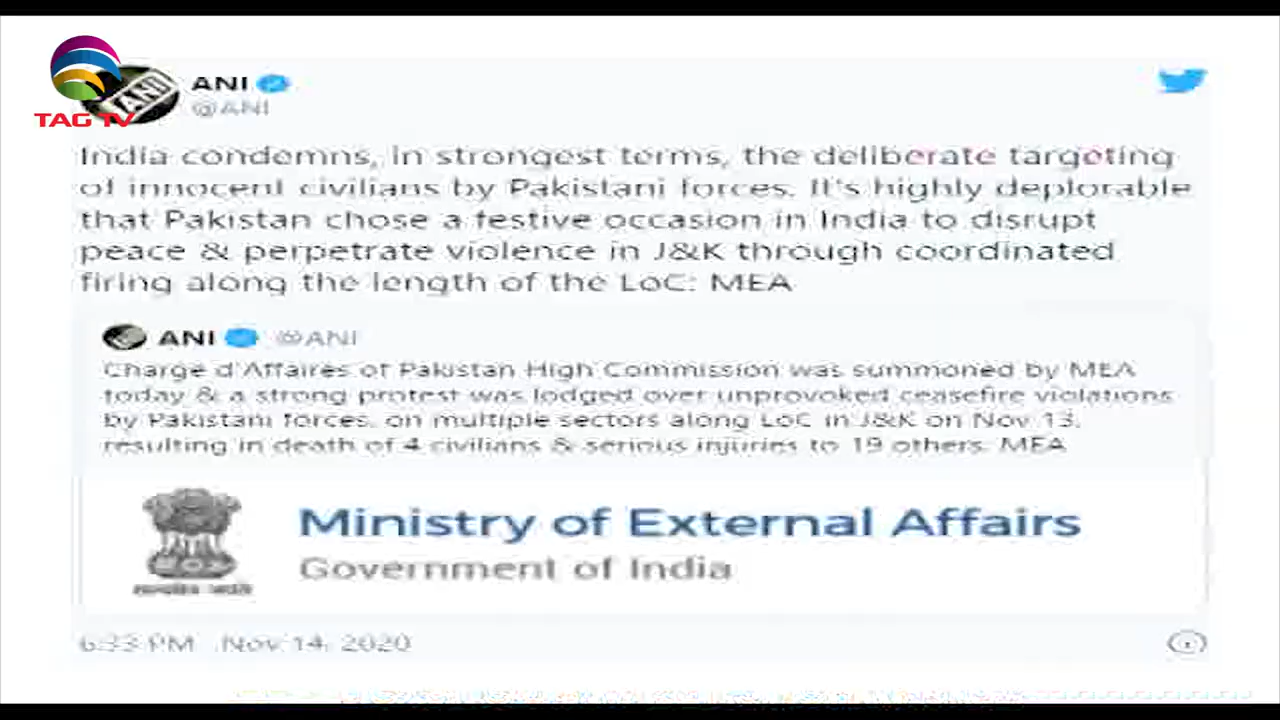 TAG TV
ANI
ANI
@ANI
India condemns, in strongest terms, the deliberate targeting
of innocent civilians by Pakistani forces. It's highly deplorable
that Pakistan chose a festive occasion in India to disrupt
peace & perpetrate violence in J&K through coordinated
firing along the length of the LoC: MEA
ANI @ANI
Charge d'Affaires of Pakistan High Commission was summoned by MEA
today & a strong protest was lodged over unprovoked ceasefire violations
by Pakistani forces, on multiple sectors along LoC in J&K on Nov 13,
resulting in death of 4 civilians & serious injuries to 19 others: MEA
Ministry of External Affairs
Government of India
6:33 PM · Nov 14, 2020